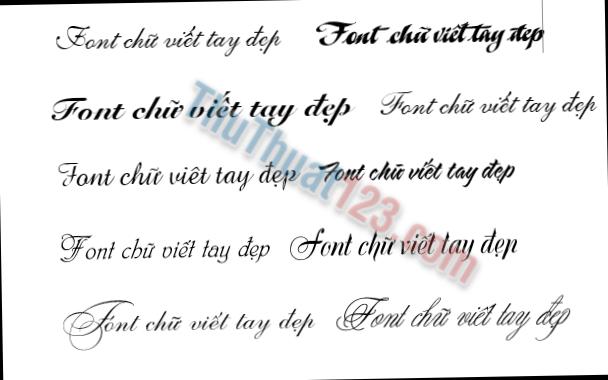 Font chữ viết tay đẹp Font chữ viết tay đẹp
Font chữ viết tay đẹp Font chữ viết tay đẹp
Font chữ viêt tay đẹp Font chữ viết tay đẹp
Font chữ viết tay đẹp Font chữ viết tay đẹp
Fónt chữ viết tay đẹp Font chữ viết tay đẹp
ThuThuat123.com